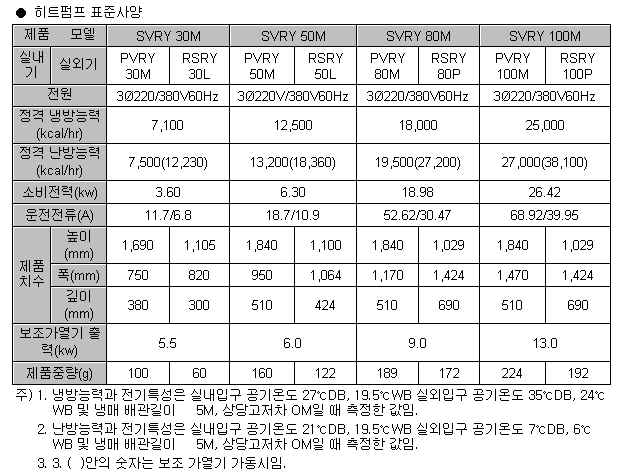 ● 히트펌프 표준사양
제품 모델 SVRY 30M SVRY 50M SVRY 80M SVRY 100M
실내기 실외기 PVRY 30M RSRY 30L PVRY 50M RSRY 50L PVRY 80M RSRY 80P PVRY 100M RSRY 100P
전원 3Ø220/380V60Hz 3Ø220V/380V60Hz 3Ø220/380V60Hz 3Ø220/380V60Hz
정격 냉방능력 (kcal/hr) 7,100 12,500 18,000 25,000
정격 난방능력 (kcal/hr) 7,500(12,230) 13,200(18,360) 19,500(27,200) 27,000(38,100)
소비전력(kw) 3.60 6.30 18.98 26.42
운전전류(A) 11.7/6.8 18.7/10.9 52.62/30.47 68.92/39.95
제품 치수 높이 (mm) 1,690 1,105 1,840 1,100 1,840 1,029 1,840 1,029
폭(mm) 750 820 950 1,064 1,170 1,424 1,470 1,424
깊이 (mm) 380 300 510 424 510 690 510 690
보조가열기 출력(kw) 5.5 6.0 9.0 13.0
제품중량(g) 100 60 160 122 189 172 224 192
주) 1. 냉방능력과 전기특성은 실내입구 공기온도 27℃DB, 19.5℃WB 실외입구 공기온도 35℃DB, 24℃
WB 및 냉매 배관길이 5M, 상당고저차 OM일 때 측정한 값임.
2. 난방능력과 전기특성은 실내입구 공기온도 21℃DB, 19.5℃WB 실외입구 공기온도 7℃DB, 6℃
WB 및 냉매 배관길이 5M, 상당고저차 OM일 때 측정한 값임.
3. 3. ( )안의 숫자는 보조 가열기 가동시임.